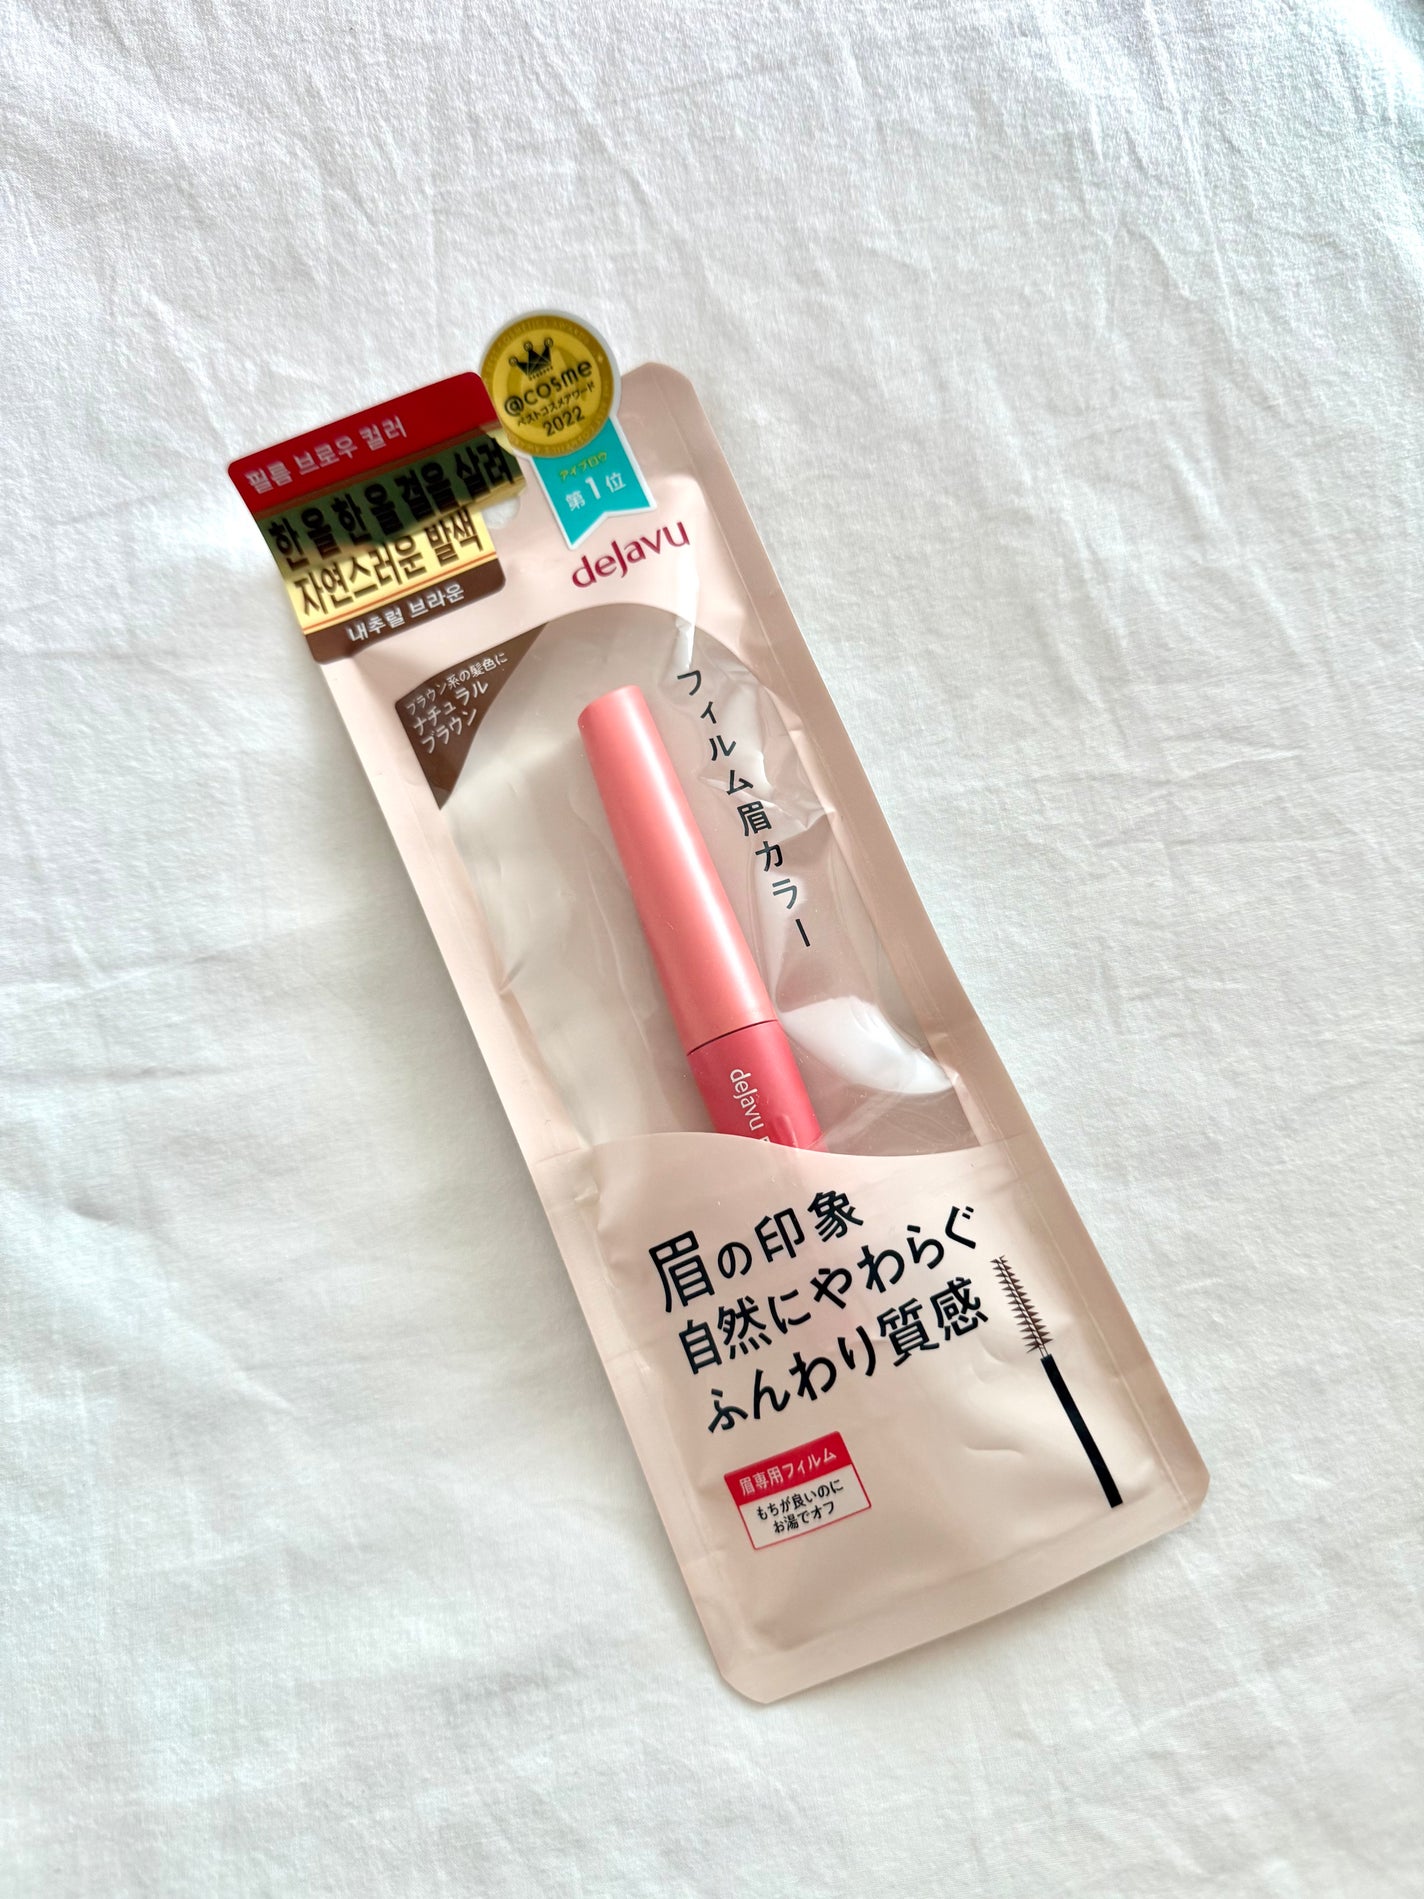 필름 브로우 컬러
한 올 한 올 결을 살려
자연스러운 발색
내추럴 브라운
@cosme
ベストコスメアワード
2022
アイブロウ
第1位
dejavu
ブラウン系の髪色に
ナチュラル
ブラウン
フィルム眉カラー
dejavu
眉の印象
自然にやわらぐ
ふんわり質感
眉専用フィルム
もちが良いのに
お湯でオフ